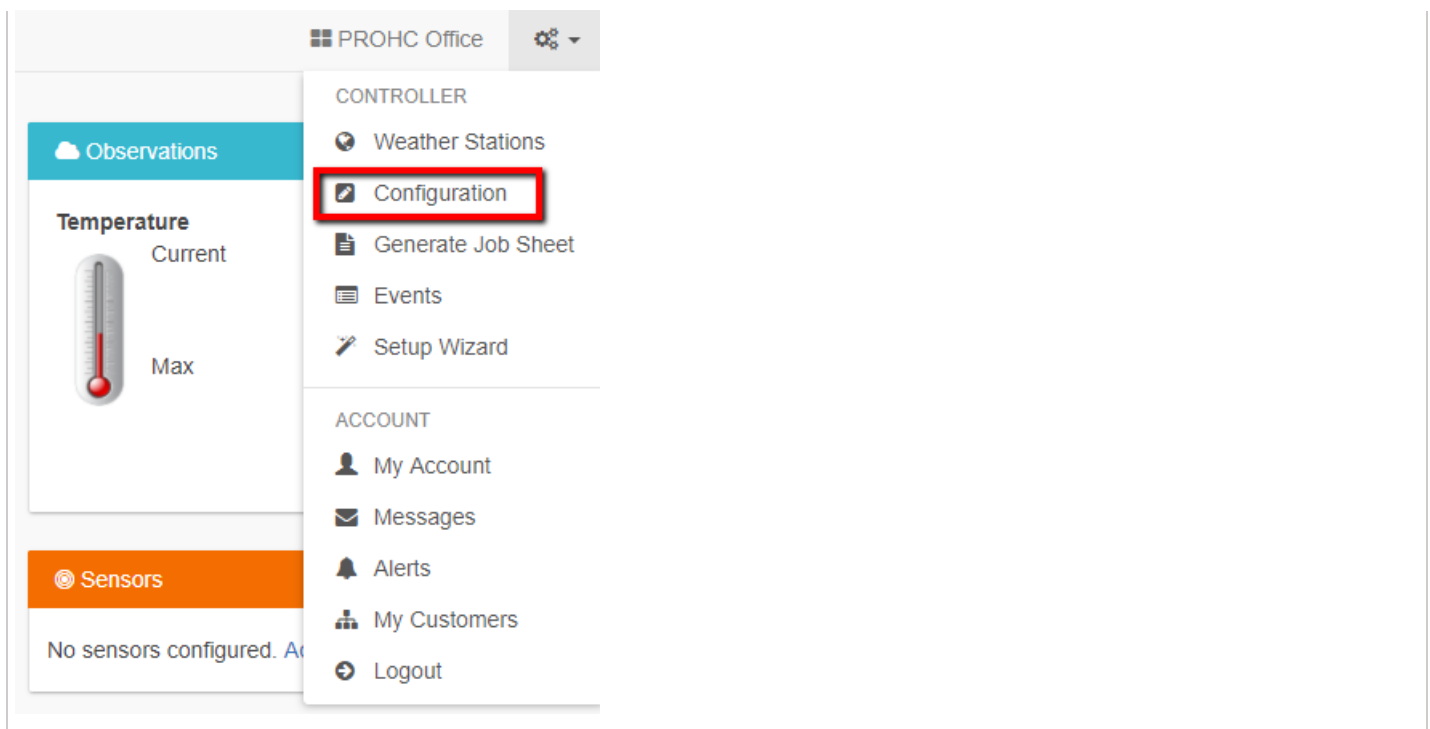 PROHC Office
CONTROLLER
Weather Stations
Configuration
Generate Job Sheet
Events
Setup Wizard
ACCOUNT
My Account
Messages
Alerts
My Customers
Logout
Observations
Temperature
Current
Max
Sensors
No sensors configured.